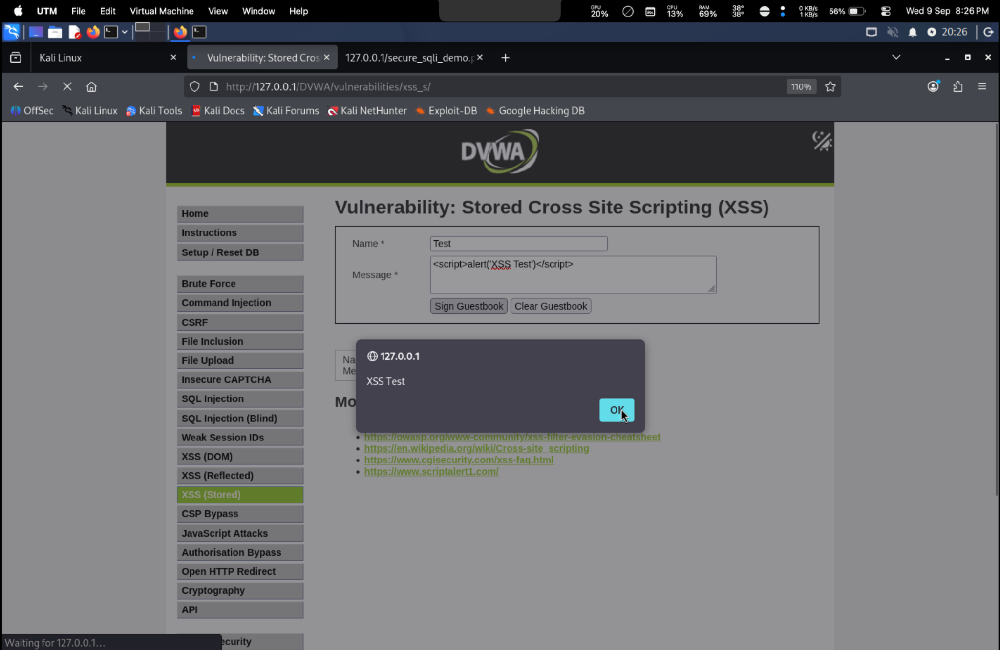 UTM File Edit Virtual Machine View Window Help GPU 20% CPU 13% RAM 69% 38° 38° 0 KB/s 1 KB/s 56% Wed 9 Sep 8:26 PM
20:26
Kali Linux Vulnerability: Stored Cros 127.0.0.1/secure_sqli_demo.p
http://127.0.0.1/DVWA/vulnerabilities/xss_s/ 110%
OffSec Kali Linux Kali Tools Kali Docs Kali Forums Kali NetHunter Exploit-DB Google Hacking DB
DVWA
Home
Instructions
Setup / Reset DB
Brute Force
Command Injection
CSRF
File Inclusion
File Upload
Insecure CAPTCHA
SQL Injection
SQL Injection (Blind)
Weak Session IDs
XSS (DOM)
XSS (Reflected)
XSS (Stored)
CSP Bypass
JavaScript Attacks
Authorisation Bypass
Open HTTP Redirect
Cryptography
API
ecurity
Vulnerability: Stored Cross Site Scripting (XSS)
Name * Test
Message * <script>alert('XSS Test')</script>
Sign Guestbook Clear Guestbook
Na
Me
127.0.0.1
XSS Test
OK
Mo
https://owasp.org/www-community/xss-filter-evasion-cheatsheet
https://en.wikipedia.org/wiki/Cross-site_scripting
https://www.cgisecurity.com/xss-faq.html
https://www.scriptalert1.com/
Waiting for 127.0.0.1...